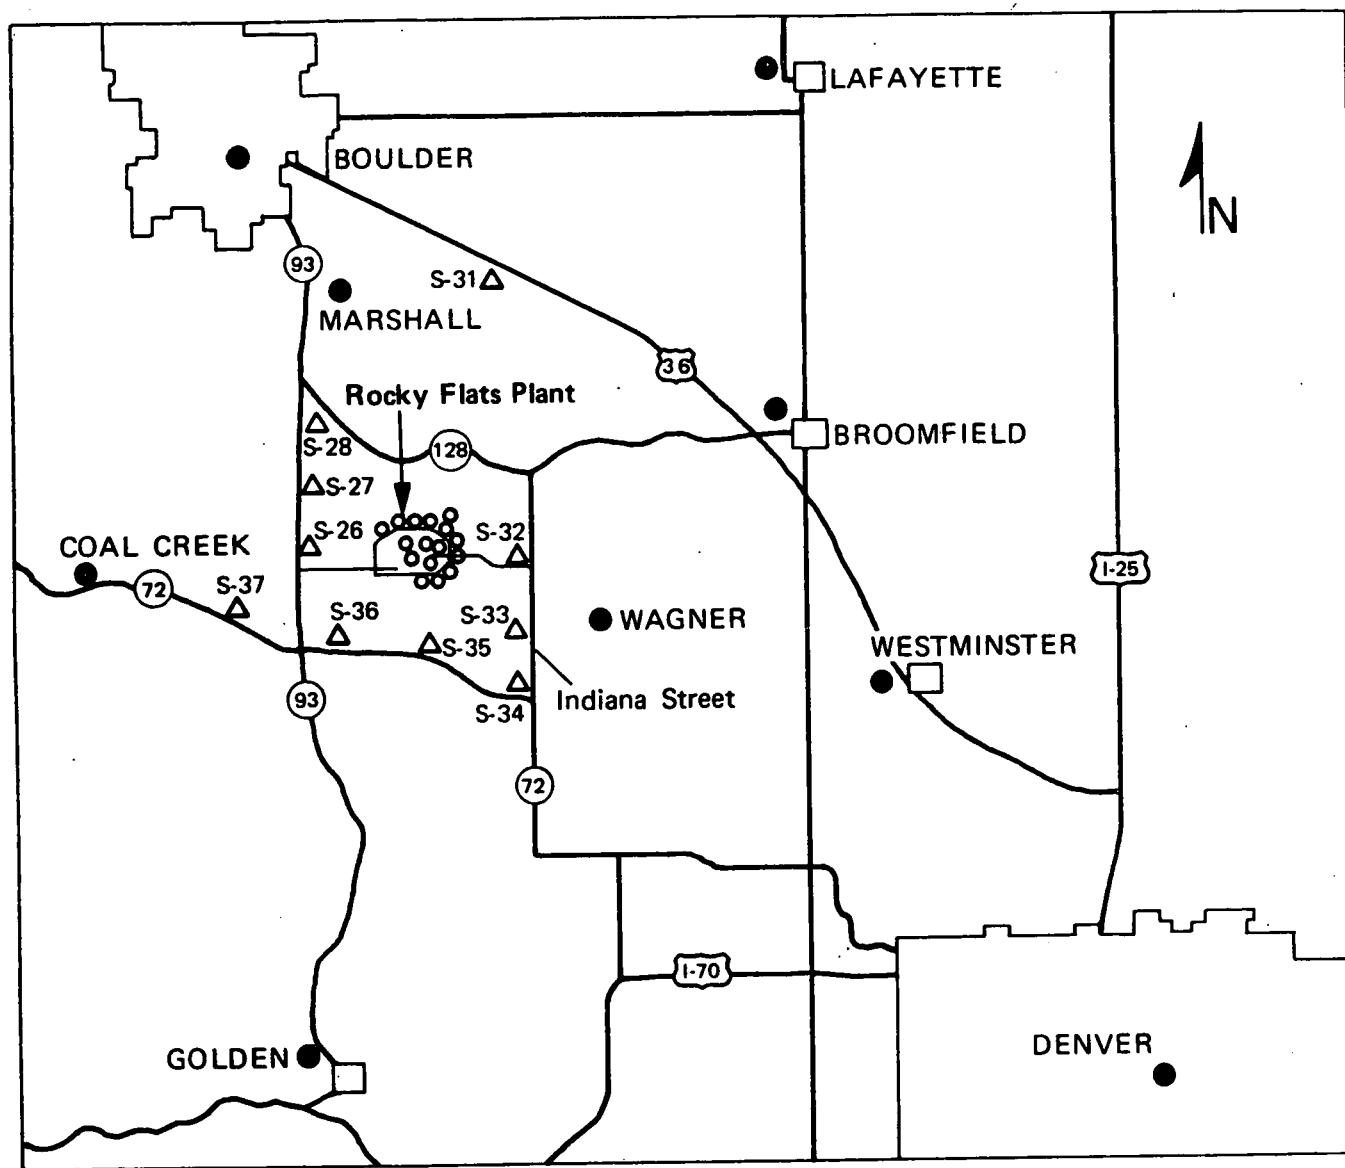 LAFAYETTE
BOULDER
N
93
S-31
MARSHALL
36
Rocky Flats Plant
S-28
128
BROOMFIELD
S-27
S-26
S-32
COAL CREEK
I-25
72
S-37
S-36
S-33
WAGNER
S-35
WESTMINSTER
93
S-34
Indiana Street
72
I-70
GOLDEN
DENVER